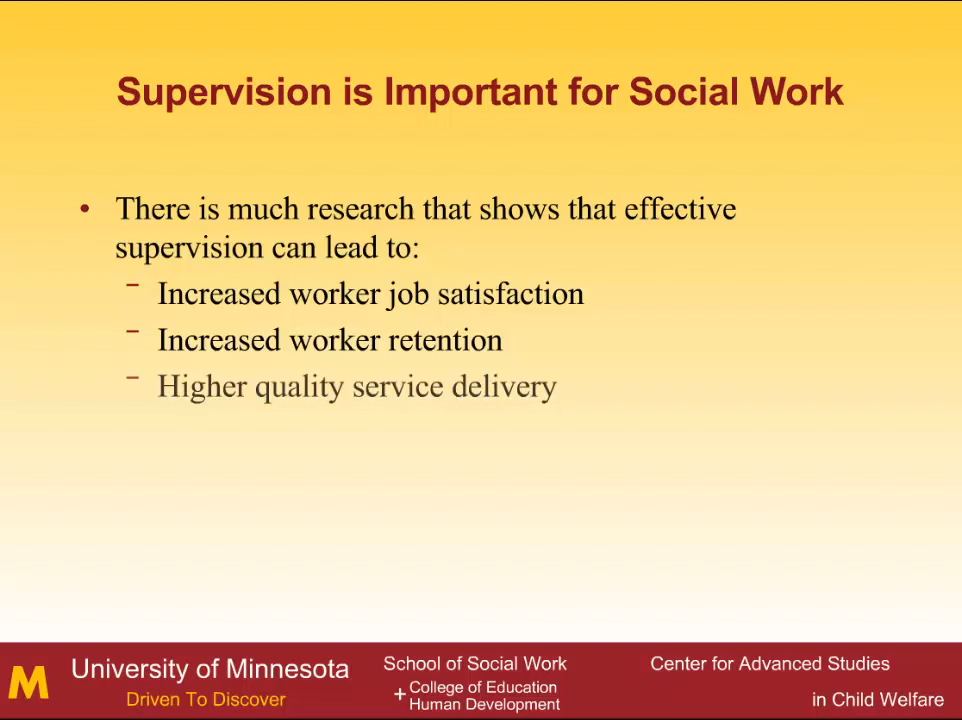 Supervision is Important for Social Work
• There is much research that shows that effective
supervision can lead to:
– Increased worker job satisfaction
– Increased worker retention
– Higher quality service delivery
M
University of Minnesota
Driven To Discover
School of Social Work
+ College of Education
Human Development
Center for Advanced Studies
in Child Welfare